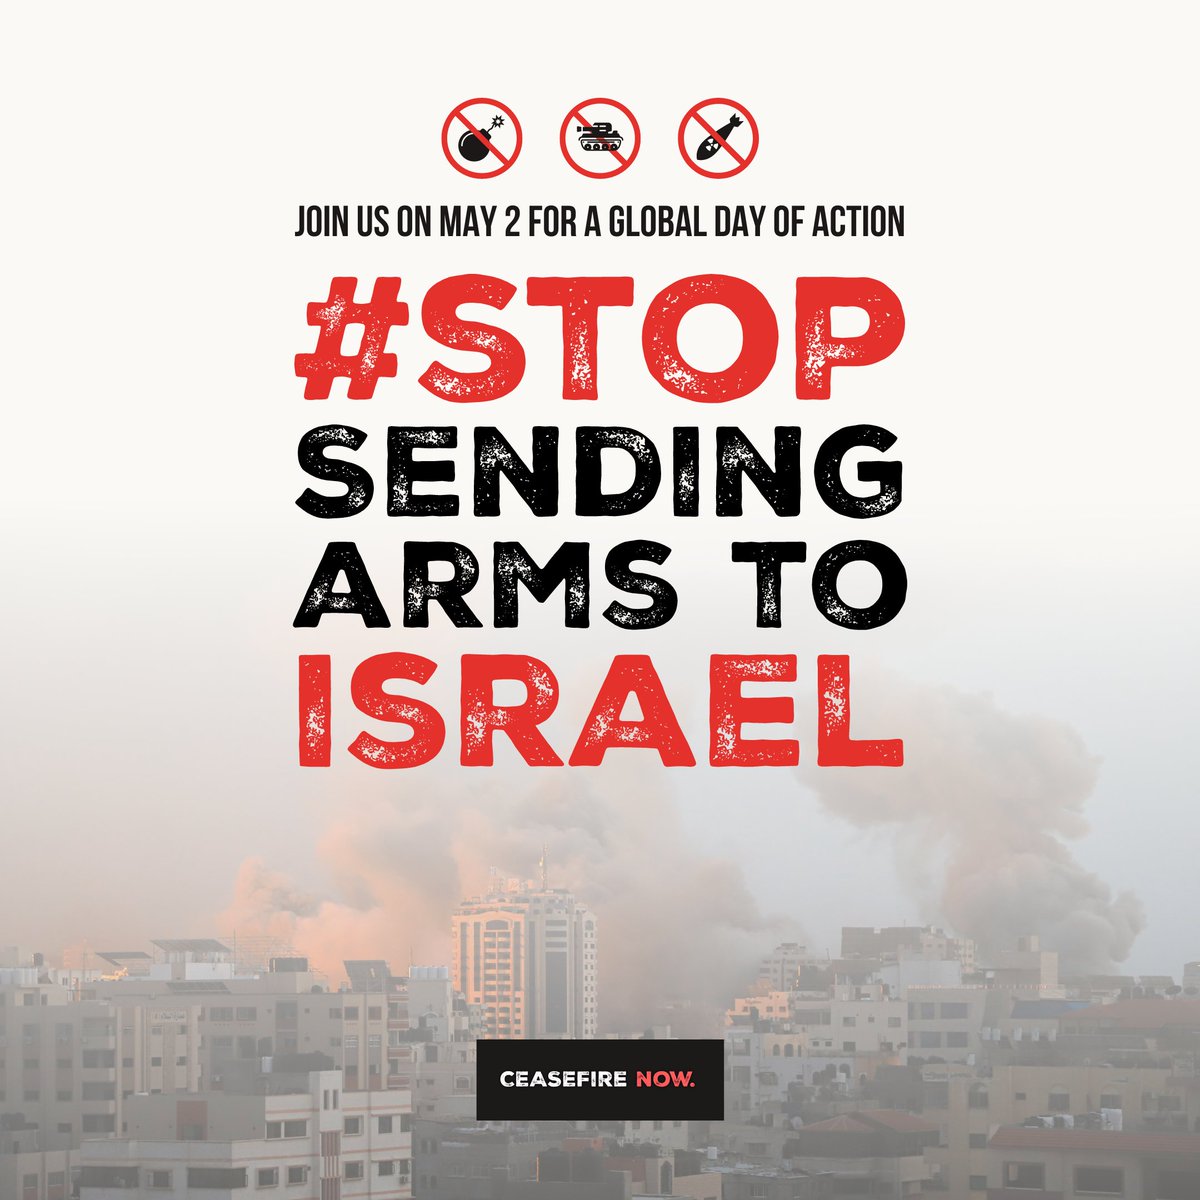 JOIN US ON MAY 2 FOR A GLOBAL DAY OF ACTION
#STOP
SENDING
ARMS TO
ISRAEL
CEASEFIRE NOW.